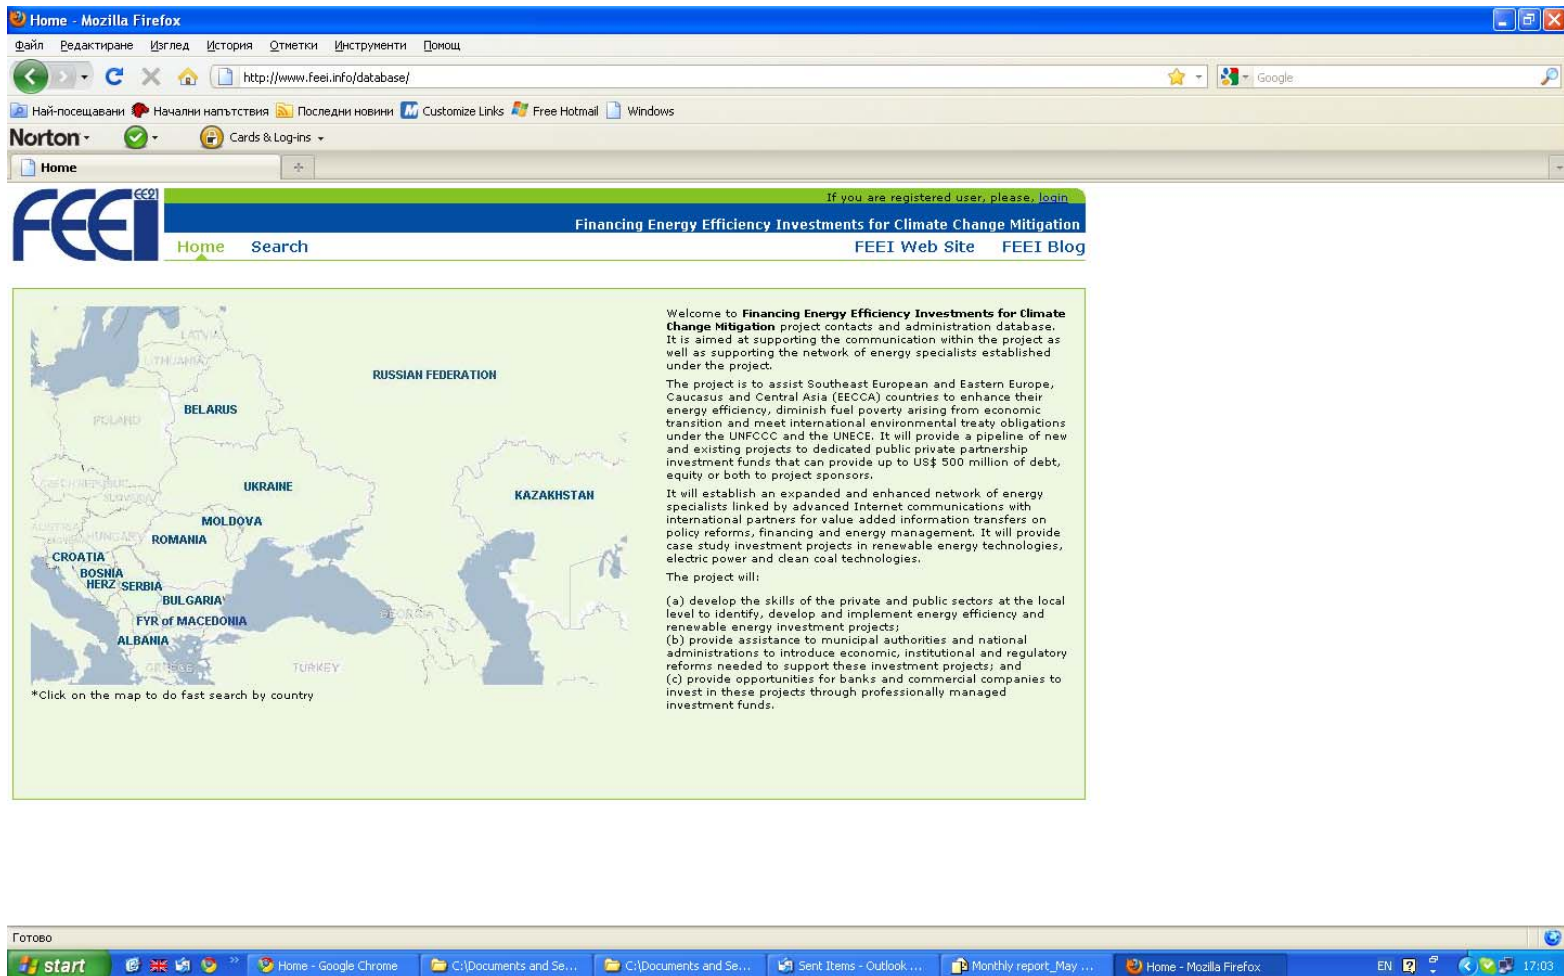 Home - Mozilla Firefox
Файл Редактиране Изглед История Отметки Инструменти Помощ
http://www.feei.info/database/
Google
Най-посещавани Начални напътствия Последни новини Customize Links Free Hotmail Windows
Norton Cards & Log-ins
Home
FEEI EE21
If you are registered user, please, login
Financing Energy Efficiency Investments for Climate Change Mitigation
Home Search FEEI Web Site FEEI Blog
LATVIA
LITHUANIA
RUSSIAN FEDERATION
BELARUS
POLAND
CZECH REPUBLIC
SLOVAKIA
UKRAINE
KAZAKHSTAN
AUSTRIA
HUNGARY
MOLDOVA
ROMANIA
CROATIA
BOSNIA
HERZ SERBIA
BULGARIA
FYR of MACEDONIA
GEORGIA
ALBANIA
GREECE
TURKEY
*Click on the map to do fast search by country
Welcome to Financing Energy Efficiency Investments for Climate
Change Mitigation project contacts and administration database.
It is aimed at supporting the communication within the project as
well as supporting the network of energy specialists established
under the project.
The project is to assist Southeast European and Eastern Europe,
Caucasus and Central Asia (EECCA) countries to enhance their
energy efficiency, diminish fuel poverty arising from economic
transition and meet international environmental treaty obligations
under the UNFCCC and the UNECE. It will provide a pipeline of new
and existing projects to dedicated public private partnership
investment funds that can provide up to US$ 500 million of debt,
equity or both to project sponsors.
It will establish an expanded and enhanced network of energy
specialists linked by advanced Internet communications with
international partners for value added information transfers on
policy reforms, financing and energy management. It will provide
case study investment projects in renewable energy technologies,
electric power and clean coal technologies.
The project will:
(a) develop the skills of the private and public sectors at the local
level to identify, develop and implement energy efficiency and
renewable energy investment projects;
(b) provide assistance to municipal authorities and national
administrations to introduce economic, institutional and regulatory
reforms needed to support these investment projects; and
(c) provide opportunities for banks and commercial companies to
invest in these projects through professionally managed
investment funds.
Готово
start Home - Google Chrome C:\Documents and Se... C:\Documents and Se... Sent Items - Outlook ... Monthly report_May ... Home - Mozilla Firefox EN 17:03